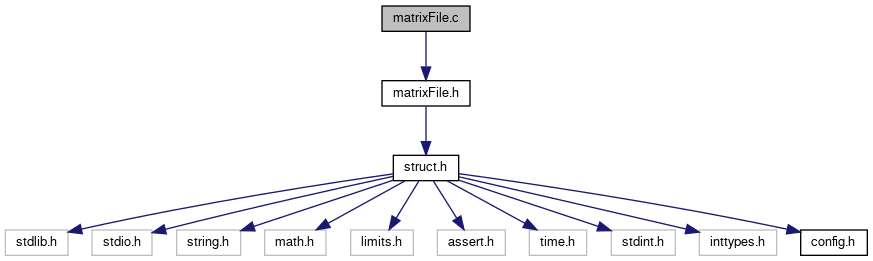 matrixFile.c
matrixFile.h
struct.h
stdlib.h
stdio.h
string.h
math.h
limits.h
assert.h
time.h
stdint.h
inttypes.h
config.h